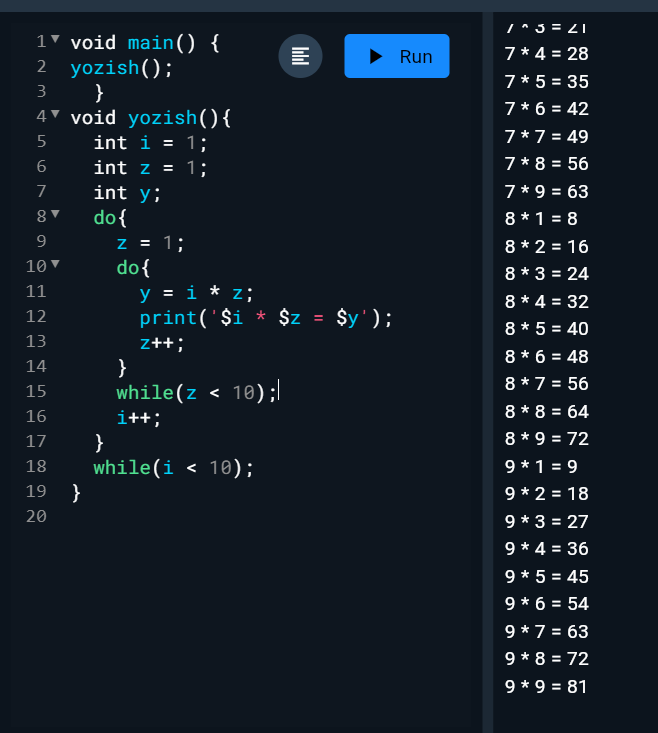 1 void main() {
2 yozish();
3   }
4 void yozish(){
5   int i = 1;
6   int z = 1;
7   int y;
8   do{
9     z = 1;
10     do{
11       y = i * z;
12       print('$i * $z = $y');
13       z++;
14     }
15     while(z < 10);
16     i++;
17   }
18   while(i < 10);
19 }
20
Run
7 * 3 = 21
7 * 4 = 28
7 * 5 = 35
7 * 6 = 42
7 * 7 = 49
7 * 8 = 56
7 * 9 = 63
8 * 1 = 8
8 * 2 = 16
8 * 3 = 24
8 * 4 = 32
8 * 5 = 40
8 * 6 = 48
8 * 7 = 56
8 * 8 = 64
8 * 9 = 72
9 * 1 = 9
9 * 2 = 18
9 * 3 = 27
9 * 4 = 36
9 * 5 = 45
9 * 6 = 54
9 * 7 = 63
9 * 8 = 72
9 * 9 = 81